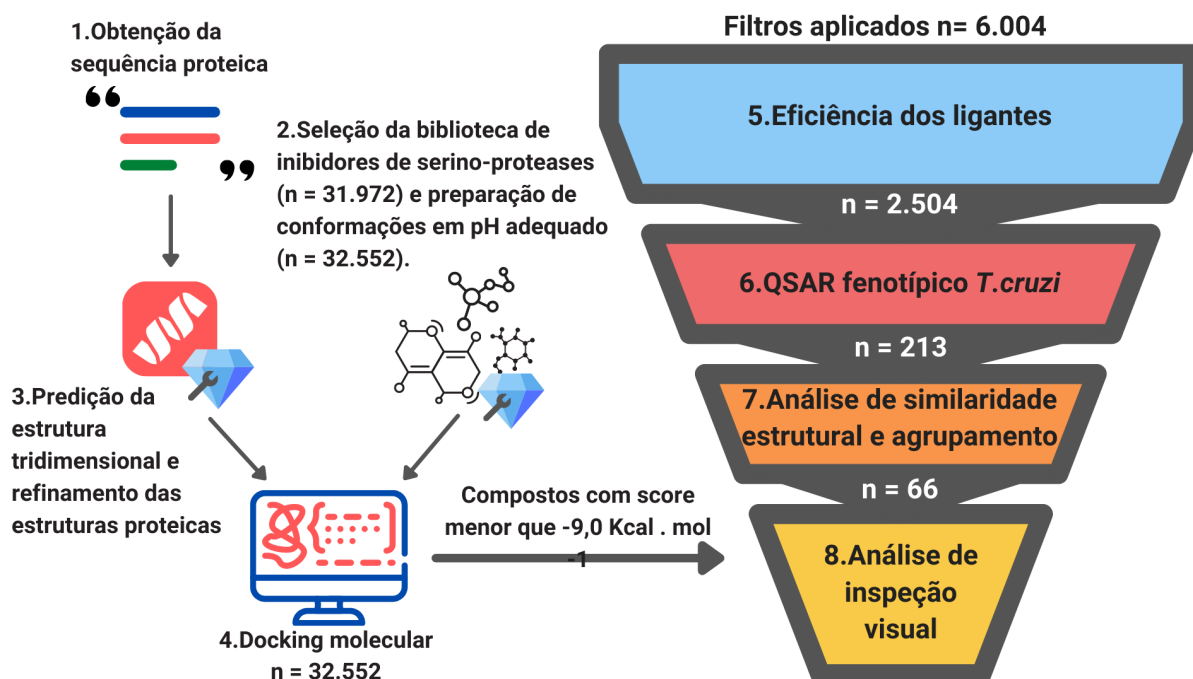 1.Obtenção da
sequência proteica
2.Seleção da biblioteca de
inibidores de serino-proteases
(n = 31.972) e preparação de
conformações em pH adequado
(n = 32.552).
3.Predição da
estrutura
tridimensional e
refinamento das
estruturas proteicas
4.Docking molecular
n = 32.552
Compostos com score
menor que -9,0 Kcal . mol
-1
Filtros aplicados n= 6.004
5.Eficiência dos ligantes
n = 2.504
6.QSAR fenotípico T.cruzi
n = 213
7.Análise de similaridade
estrutural e agrupamento
n = 66
8.Análise de
inspeção
visual